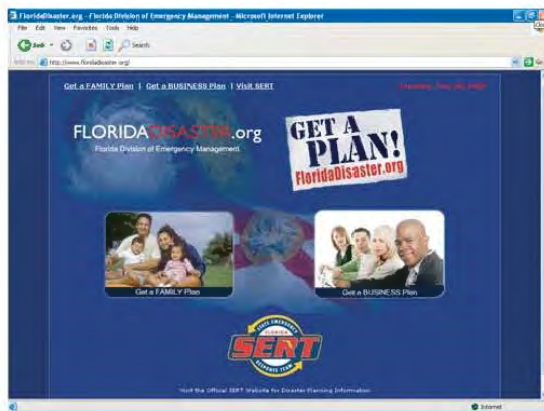 FloridaDisaster.org - Florida Division of Emergency Management - Microsoft Internet Explorer
File Edit View Favorites Tools Help
Back Search
http://www.floridadisaster.org/
Go
Get a FAMILY Plan | Get a BUSINESS Plan | Visit SERT
FLORIDADISASTER.org
Florida Division of Emergency Management
GET A
PLAN!
FloridaDisaster.org
Get a FAMILY Plan
Get a BUSINESS Plan
STATE EMERGENCY
FLORIDA
SERT
RESPONSE TEAM
Visit the Official SERT Website for Disaster Planning Information
Internet